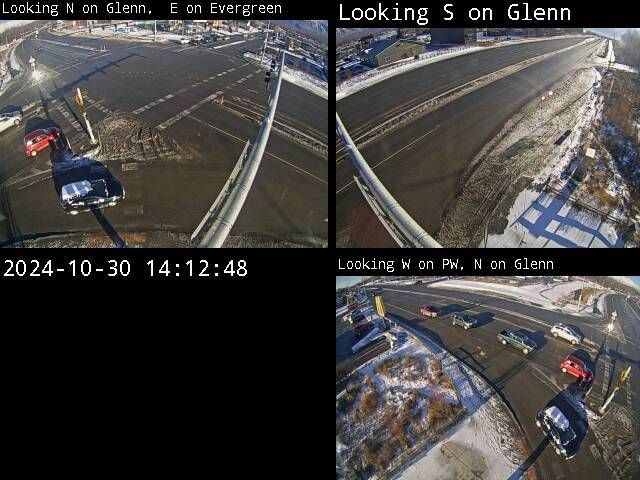 Looking N on Glenn,  E on Evergreen
Looking S on Glenn
2024-10-30 14:12:48
Looking W on PW, N on Glenn